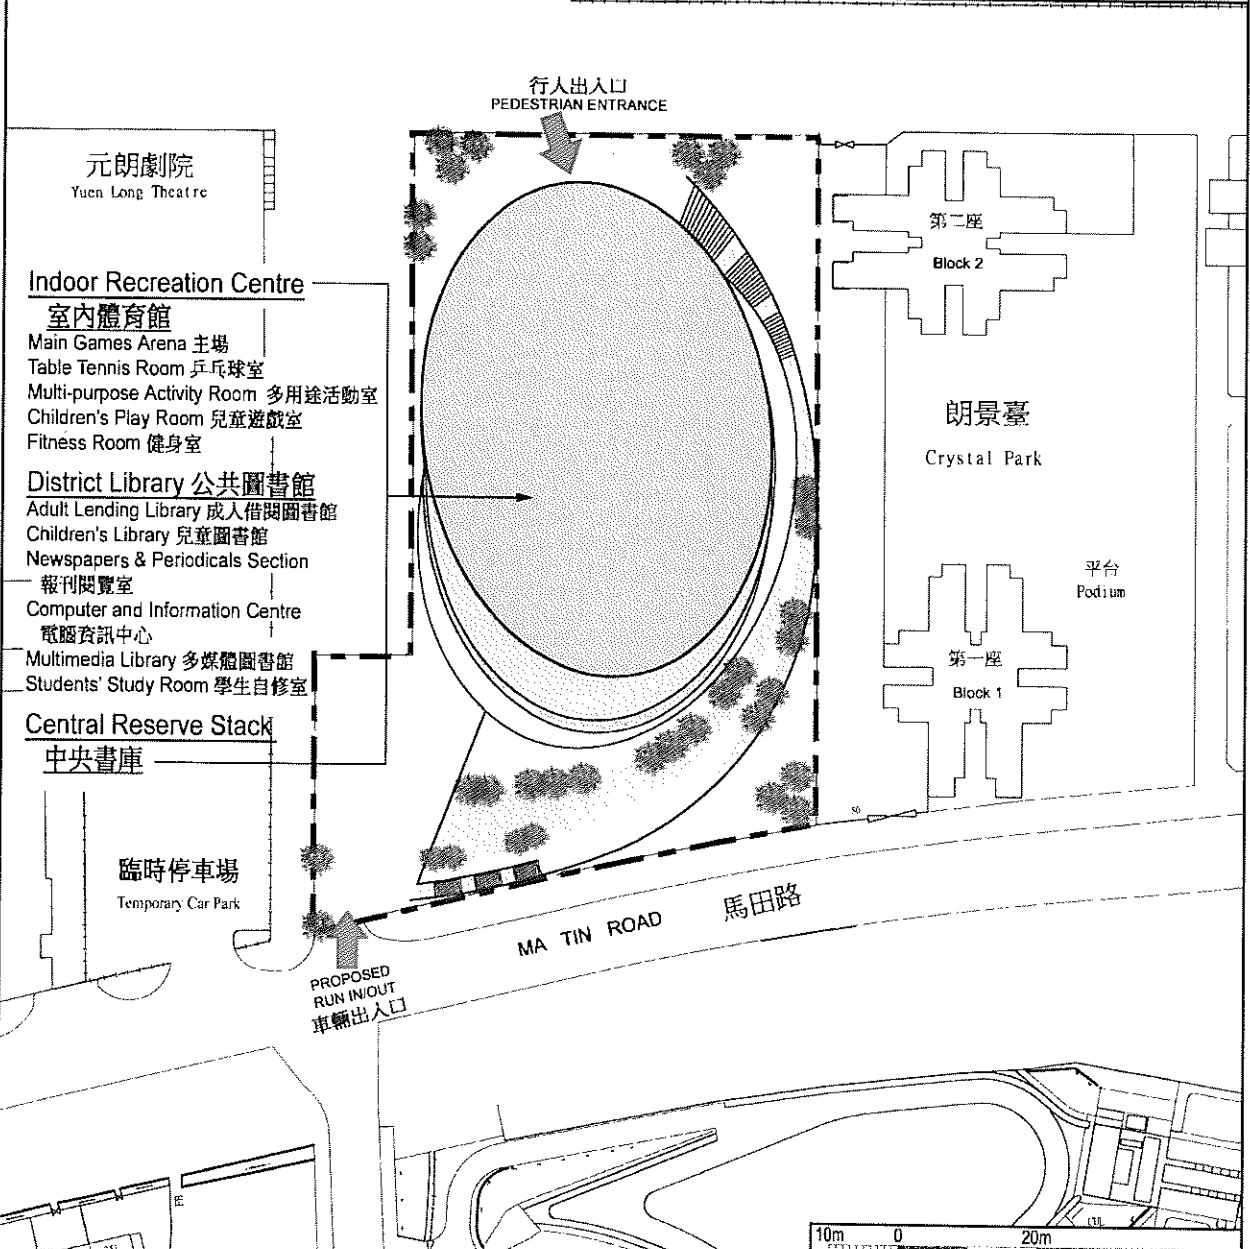 行人出入口
PEDESTRIAN ENTRANCE
元朗劇院
Yuen Long Theatre
Indoor Recreation Centre
室內體育館
Main Games Arena 主場
Table Tennis Room 乒乓球室
Multi-purpose Activity Room 多用途活動室
Children's Play Room 兒童遊戲室
Fitness Room 健身室
District Library 公共圖書館
Adult Lending Library 成人借閱圖書館
Children's Library 兒童圖書館
Newspapers & Periodicals Section
報刊閱覽室
Computer and Information Centre
電腦資訊中心
Multimedia Library 多媒體圖書館
Students' Study Room 學生自修室
Central Reserve Stack
中央書庫
第二座
Block 2
朗景臺
Crystal Park
平台
Podium
第一座
Block 1
臨時停車場
Temporary Car Park
MA TIN ROAD 馬田路
PROPOSED
RUN IN/OUT
車輛出入口
10m 0 20m